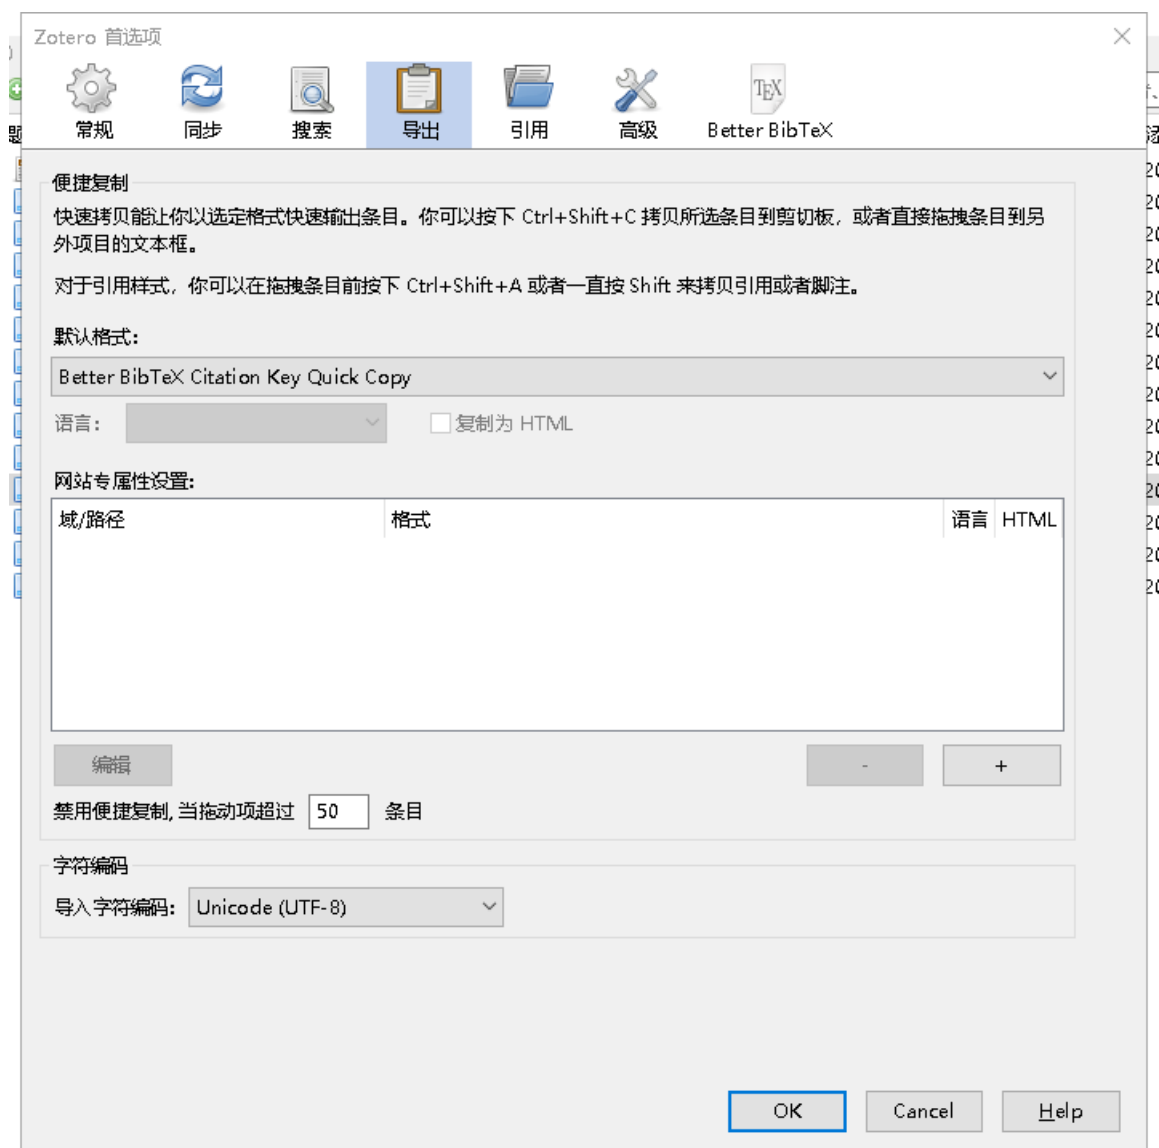 Zotero 首选项
常规 同步 搜索 导出 引用 高级 Better BibTeX
便捷复制
快速拷贝能让你以选定格式快速输出条目。你可以按下 Ctrl+Shift+C 拷贝所选条目到剪切板，或者直接拖拽条目到另
外项目的文本框。
对于引用样式，你可以在拖拽条目前按下 Ctrl+Shift+A 或者一直按 Shift 来拷贝引用或者脚注。
默认格式：
Better BibTeX Citation Key Quick Copy
语言： 复制为 HTML
网站专属性设置:
域/路径 格式 语言 HTML
编辑 - +
禁用便捷复制, 当拖动项超过 50 条目
字符编码
导入字符编码： Unicode (UTF-8)
OK Cancel Help